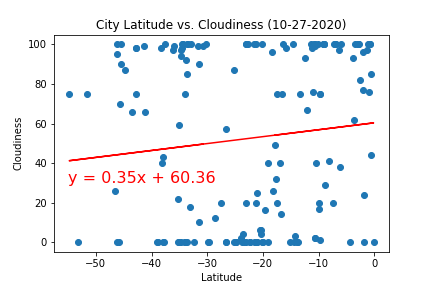 City Latitude vs. Cloudiness (10-27-2020)
100
80
60
40
20
0
Cloudiness
y = 0.35x + 60.36
−50 −40 −30 −20 −10 0
Latitude